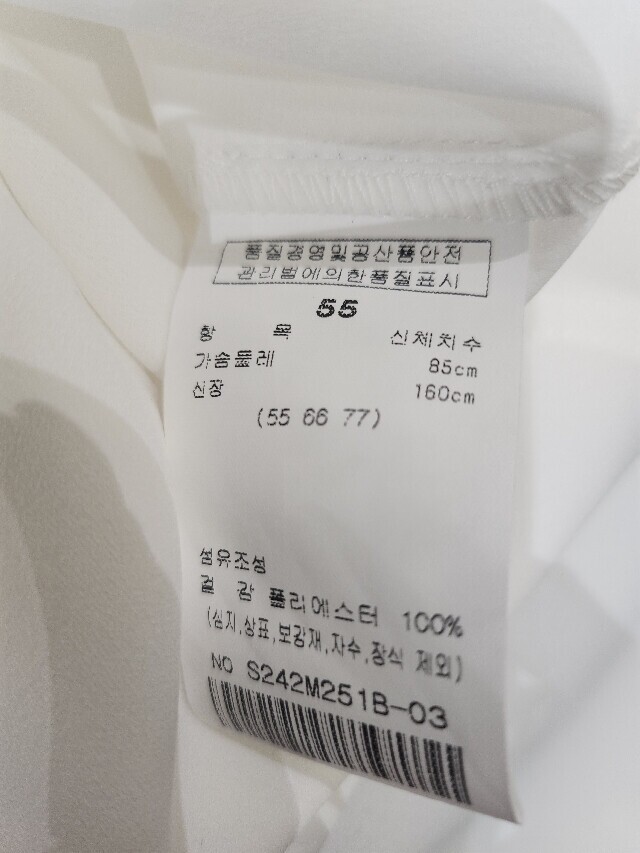 품질경영및공산품안전
관리법에의한품질표시
55
항 목 신체치수
가슴둘레 85cm
신장 160cm
(55 66 77)
섬유조성
겉 감 폴리에스터 100%
(심지,상표,보강재,자수,장식 제외)
NO S242M251B-03